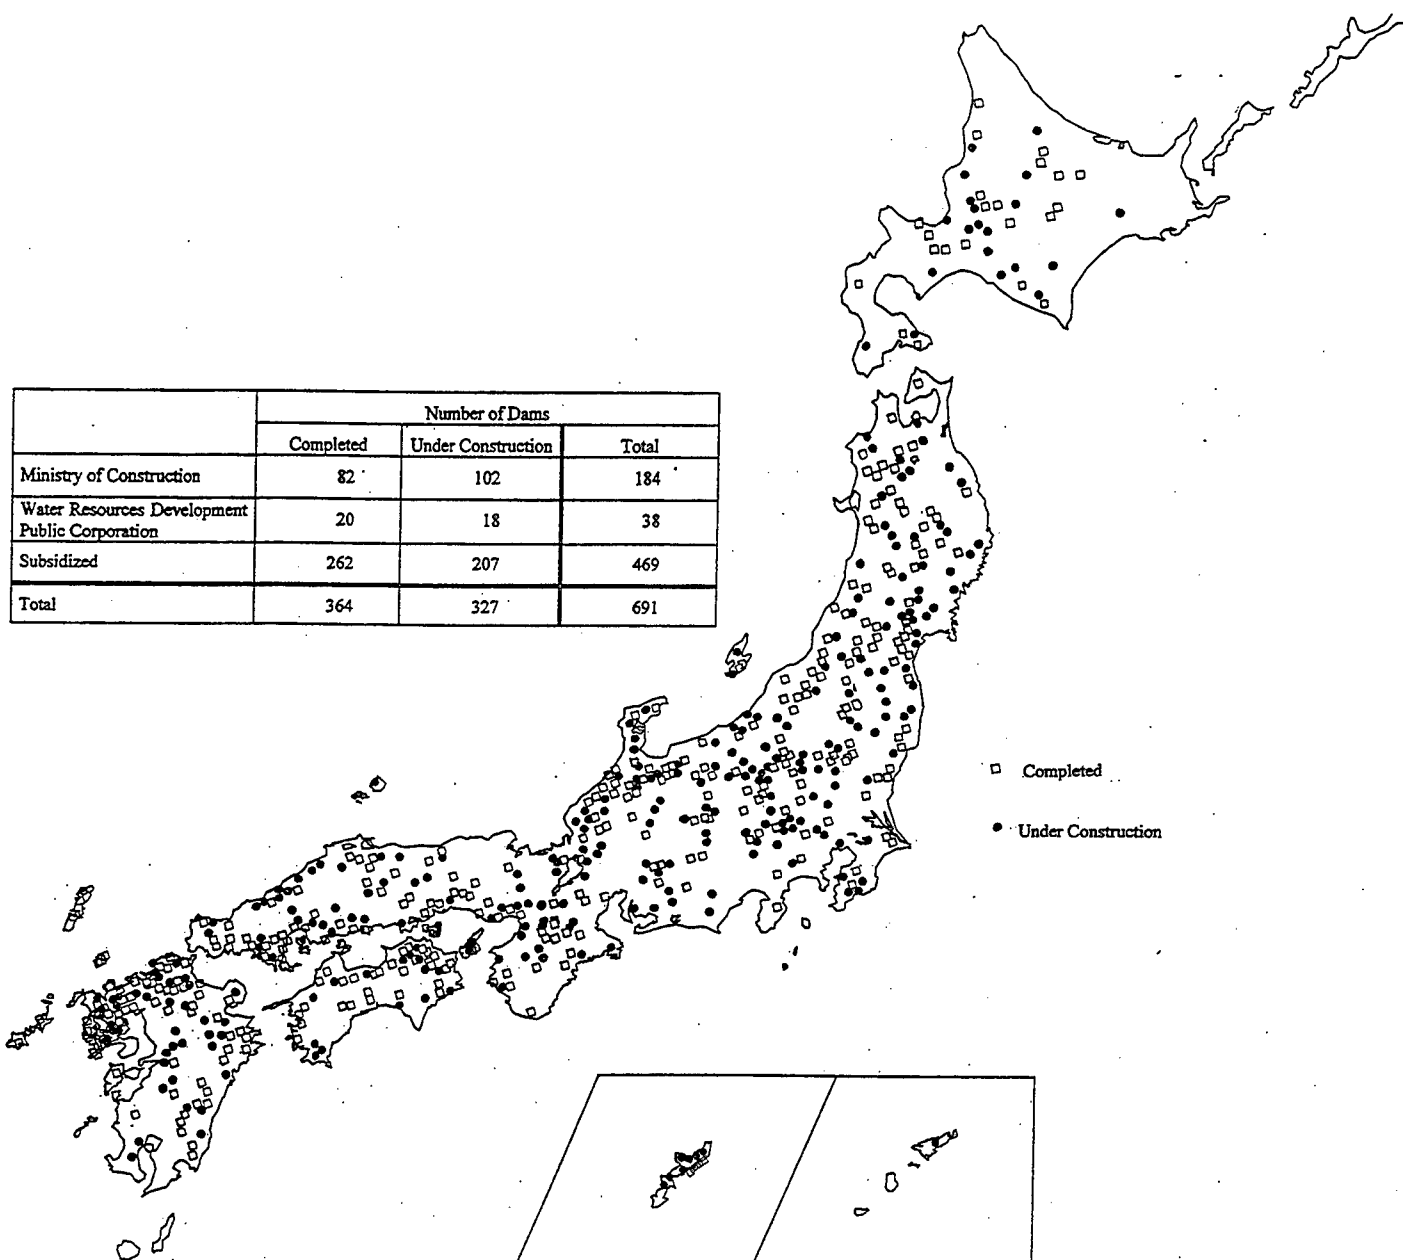 Number of Dams
Completed Under Construction Total
Ministry of Construction 82 102 184
Water Resources Development
Public Corporation 20 18 38
Subsidized 262 207 469
Total 364 327 691
Completed
Under Construction